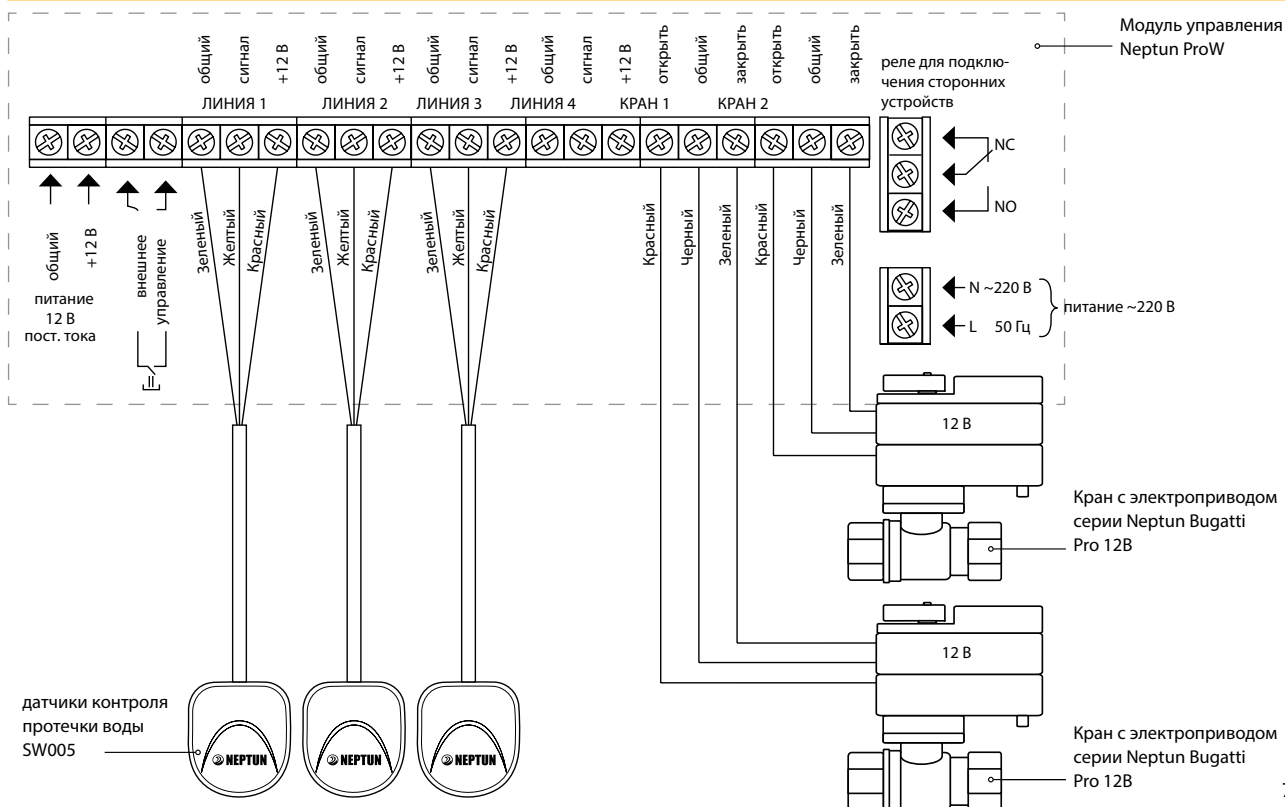 Модуль управления
Neptun ProW
общий
сигнал
+12 В
общий
сигнал
+12 В
общий
сигнал
+12 В
общий
сигнал
+12 В
открыть
общий
закрыть
открыть
общий
закрыть
реле для подклю-
чения сторонних
устройств
ЛИНИЯ 1
ЛИНИЯ 2
ЛИНИЯ 3
ЛИНИЯ 4
КРАН 1
КРАН 2
NC
NO
общий
+12 В
питание
12 В
пост. тока
внешнее
управление
Зеленый
Желтый
Красный
Зеленый
Желтый
Красный
Зеленый
Желтый
Красный
Красный
Черный
Зеленый
Красный
Черный
Зеленый
N ~220 В
L 50 Гц
питание ~220 В
12 В
Кран с электроприводом
серии Neptun Bugatti
Pro 12В
12 В
датчики контроля
протечки воды
SW005
NEPTUN
NEPTUN
NEPTUN
Кран с электроприводом
серии Neptun Bugatti
Pro 12В